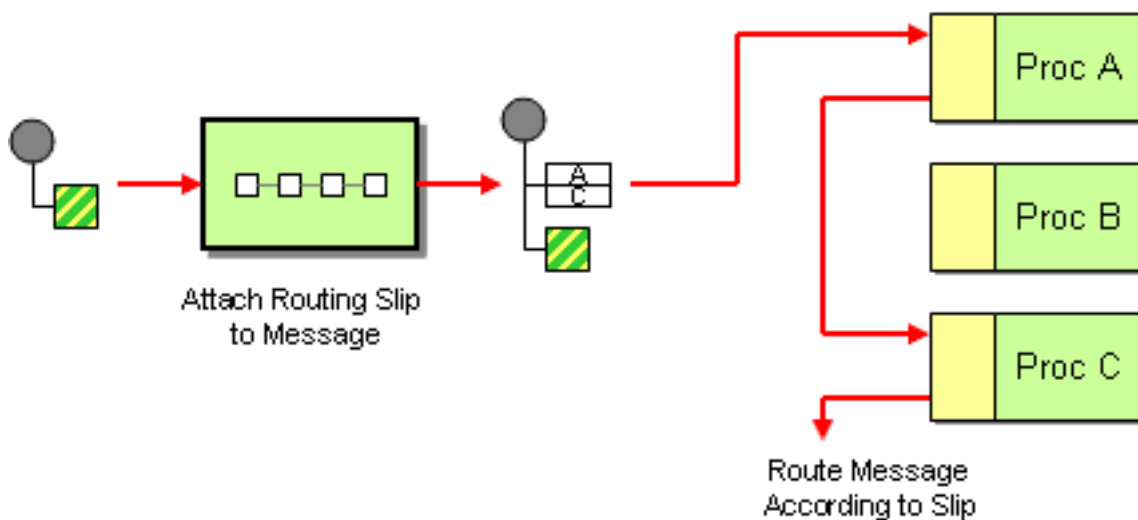 Proc A
A
C
Proc B
Attach Routing Slip
to Message
Proc C
Route Message
According to Slip